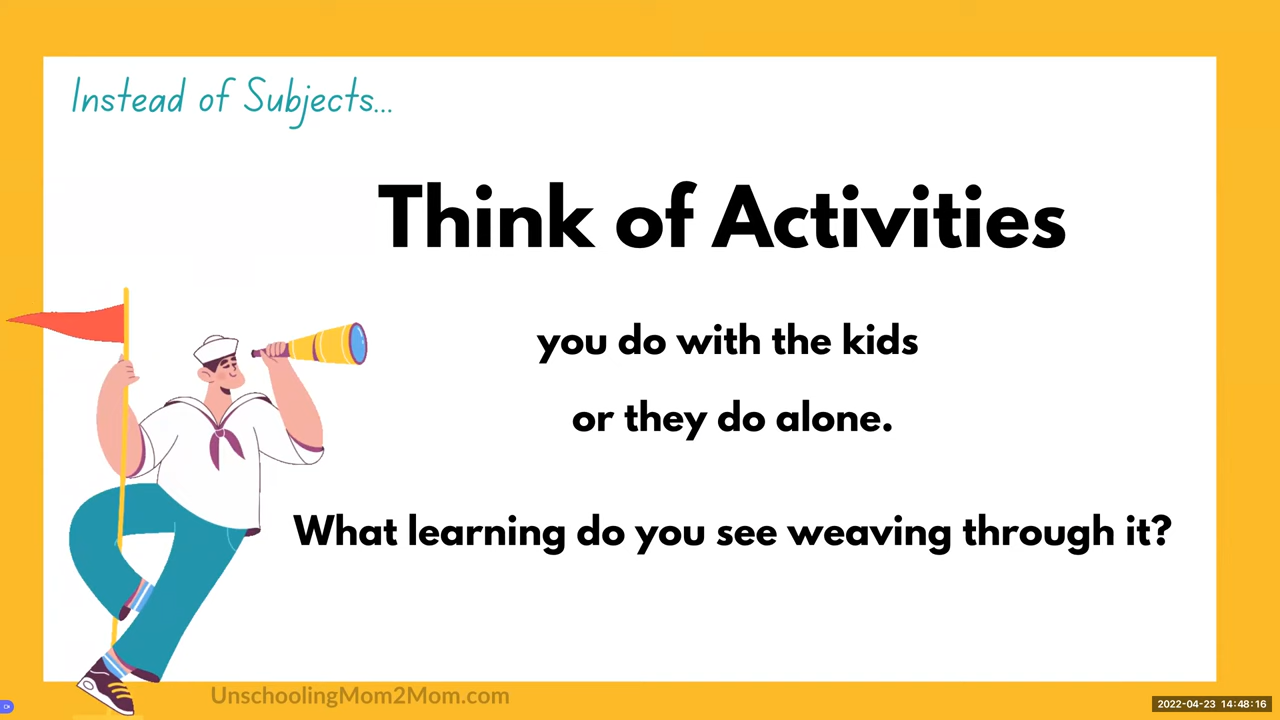 Instead of Subjects...
Think of Activities
you do with the kids
or they do alone.
What learning do you see weaving through it?
UnschoolingMom2Mom.com
2022-04-23 14:48:16